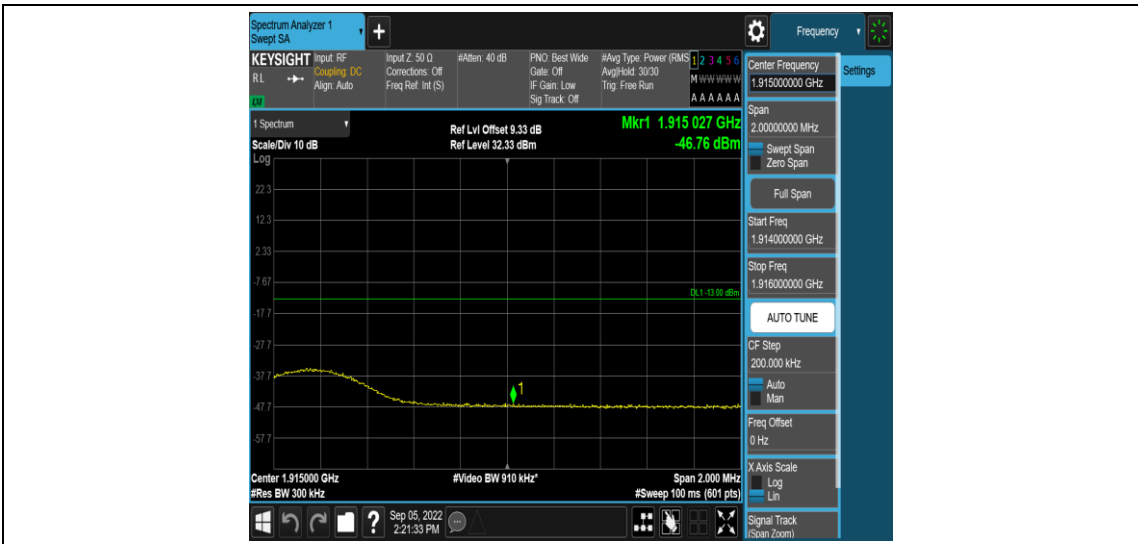 Spectrum Analyzer 1
Swept SA
+
Frequency
KEYSIGHT
RL
LXI
Input: RF
Coupling: DC
Align: Auto
Input Z: 50 Ω
Corrections: Off
Freq Ref: Int (S)
#Atten: 40 dB
PNO: Best Wide
Gate: Off
IF Gain: Low
Sig Track: Off
#Avg Type: Power (RMS
Avg|Hold: 30/30
Trig: Free Run
1 2 3 4 5 6
M W W W W W
A A A A A A
1 Spectrum
Scale/Div 10 dB
Ref Lvl Offset 9.33 dB
Ref Level 32.33 dBm
Mkr1 1.915 027 GHz
-46.76 dBm
Log
22.3
12.3
2.33
-7.67
DL1 -13.00 dBm
-17.7
-27.7
-37.7
1
-47.7
-57.7
Center 1.915000 GHz
#Res BW 300 kHz
#Video BW 910 kHz*
Span 2.000 MHz
#Sweep 100 ms (601 pts)
?
Sep 05, 2022
2:21:33 PM
Center Frequency
1.915000000 GHz
Settings
Span
2.00000000 MHz
Swept Span
Zero Span
Full Span
Start Freq
1.914000000 GHz
Stop Freq
1.916000000 GHz
AUTO TUNE
CF Step
200.000 kHz
Auto
Man
Freq Offset
0 Hz
X Axis Scale
Log
Lin
Signal Track
(Span Zoom)